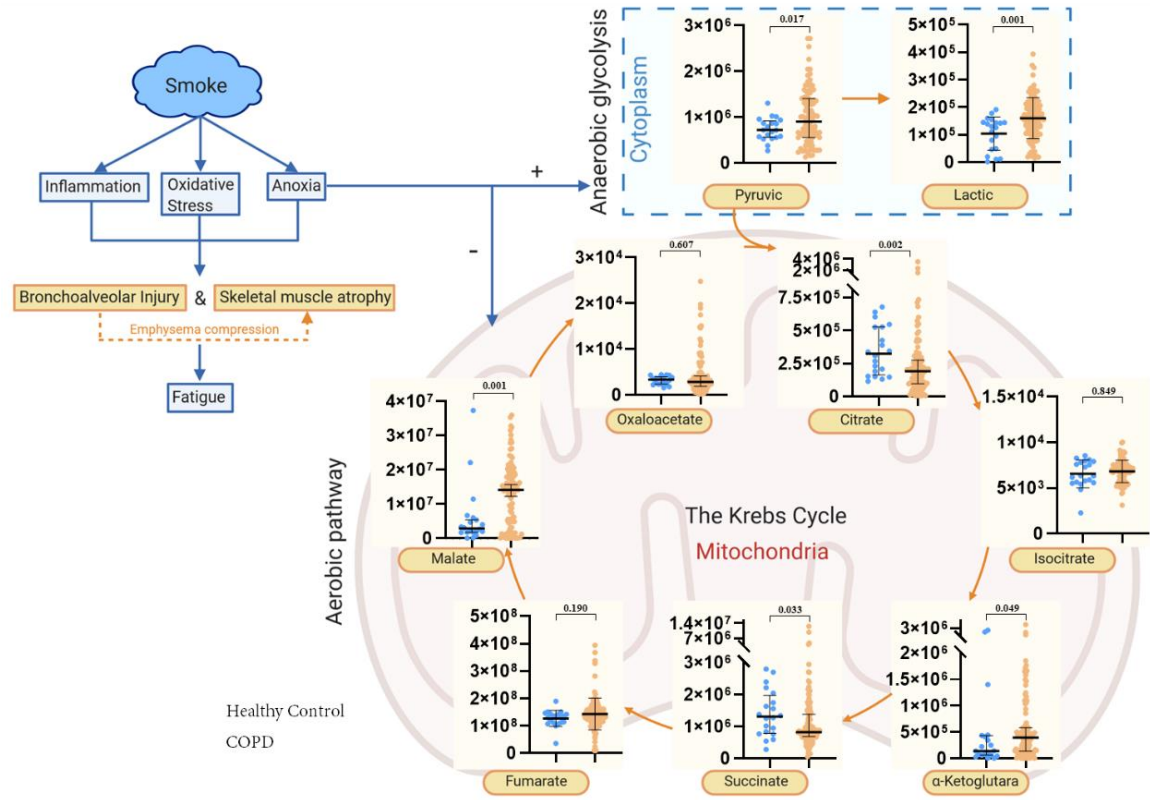 Smoke
Inflammation
Oxidative
Stress
Anoxia
+
-
Bronchoalveolar Injury
&
Skeletal muscle atrophy
Emphysema compression
Fatigue
Anaerobic glycolysis
Cytoplasm
3×10⁶
2×10⁶
1×10⁶
0
0.017
Pyruvic
5×10⁵
4×10⁵
3×10⁵
2×10⁵
1×10⁵
0
0.001
Lactic
3×10⁴
2×10⁴
1×10⁴
0
0.607
Oxaloacetate
4×10⁶
2×10⁶
7.5×10⁵
5×10⁵
2.5×10⁵
0
0.002
Citrate
1.5×10⁴
1×10⁴
5×10³
0
0.849
Isocitrate
Aerobic pathway
4×10⁷
3×10⁷
2×10⁷
1×10⁷
0
0.001
Malate
The Krebs Cycle
Mitochondria
5×10⁸
4×10⁸
3×10⁸
2×10⁸
1×10⁸
0
0.190
Fumarate
1.4×10⁷
7×10⁶
3×10⁶
2×10⁶
1×10⁶
0
0.033
Succinate
3×10⁶
2×10⁶
1.5×10⁶
1×10⁶
5×10⁵
0
0.049
α-Ketoglutara
Healthy Control
COPD